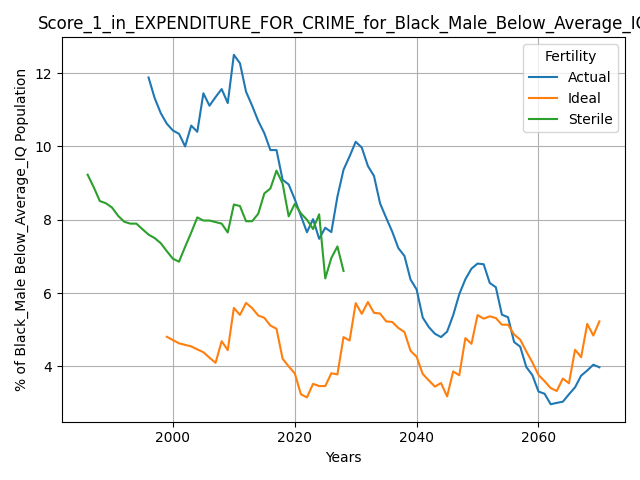 Score_1_in_EXPENDITURE_FOR_CRIME_for_Black_Male_Below_Average_IQ
Fertility
Actual
Ideal
Sterile
% of Black_Male Below_Average_IQ Population
12
10
8
6
4
2000
2020
2040
2060
Years